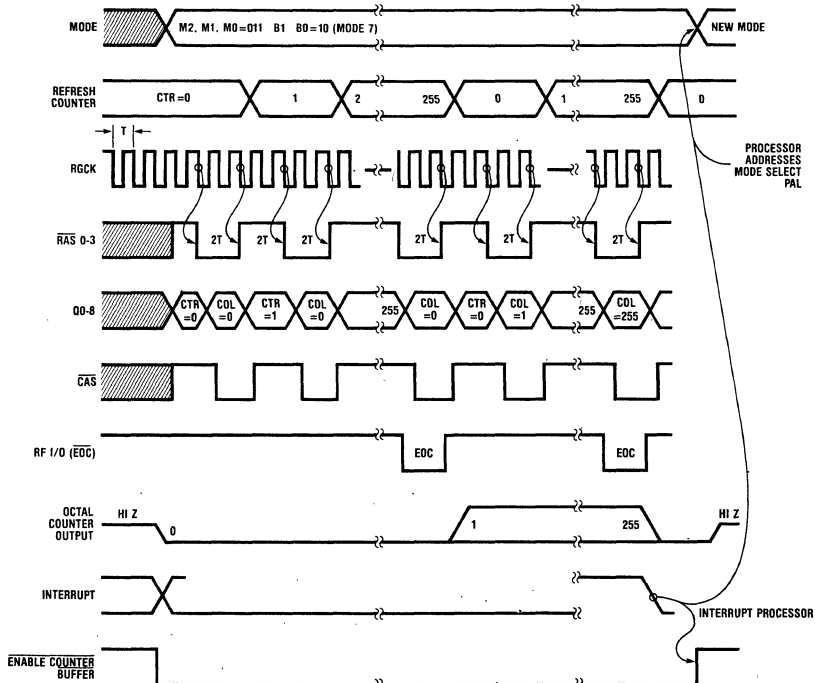 MODE
M2, M1, M0=011 B1 B0=10 (MODE 7)
NEW MODE
REFRESH
COUNTER
CTR=0
1
2
255
0
1
255
0
T
RGCK
PROCESSOR
ADDRESSES
MODE SELECT
PAL
RAS 0-3
2T
2T
2T
2T
2T
2T
2T
Q0-8
CTR
=0
COL
=0
CTR
=1
COL
=0
255
COL
=0
CTR
=0
COL
=1
255
COL
=255
CAS
RF I/O (EOC)
EOC
EOC
OCTAL
COUNTER
OUTPUT
HI Z
0
1
255
HI Z
INTERRUPT
INTERRUPT PROCESSOR
ENABLE COUNTER
BUFFER